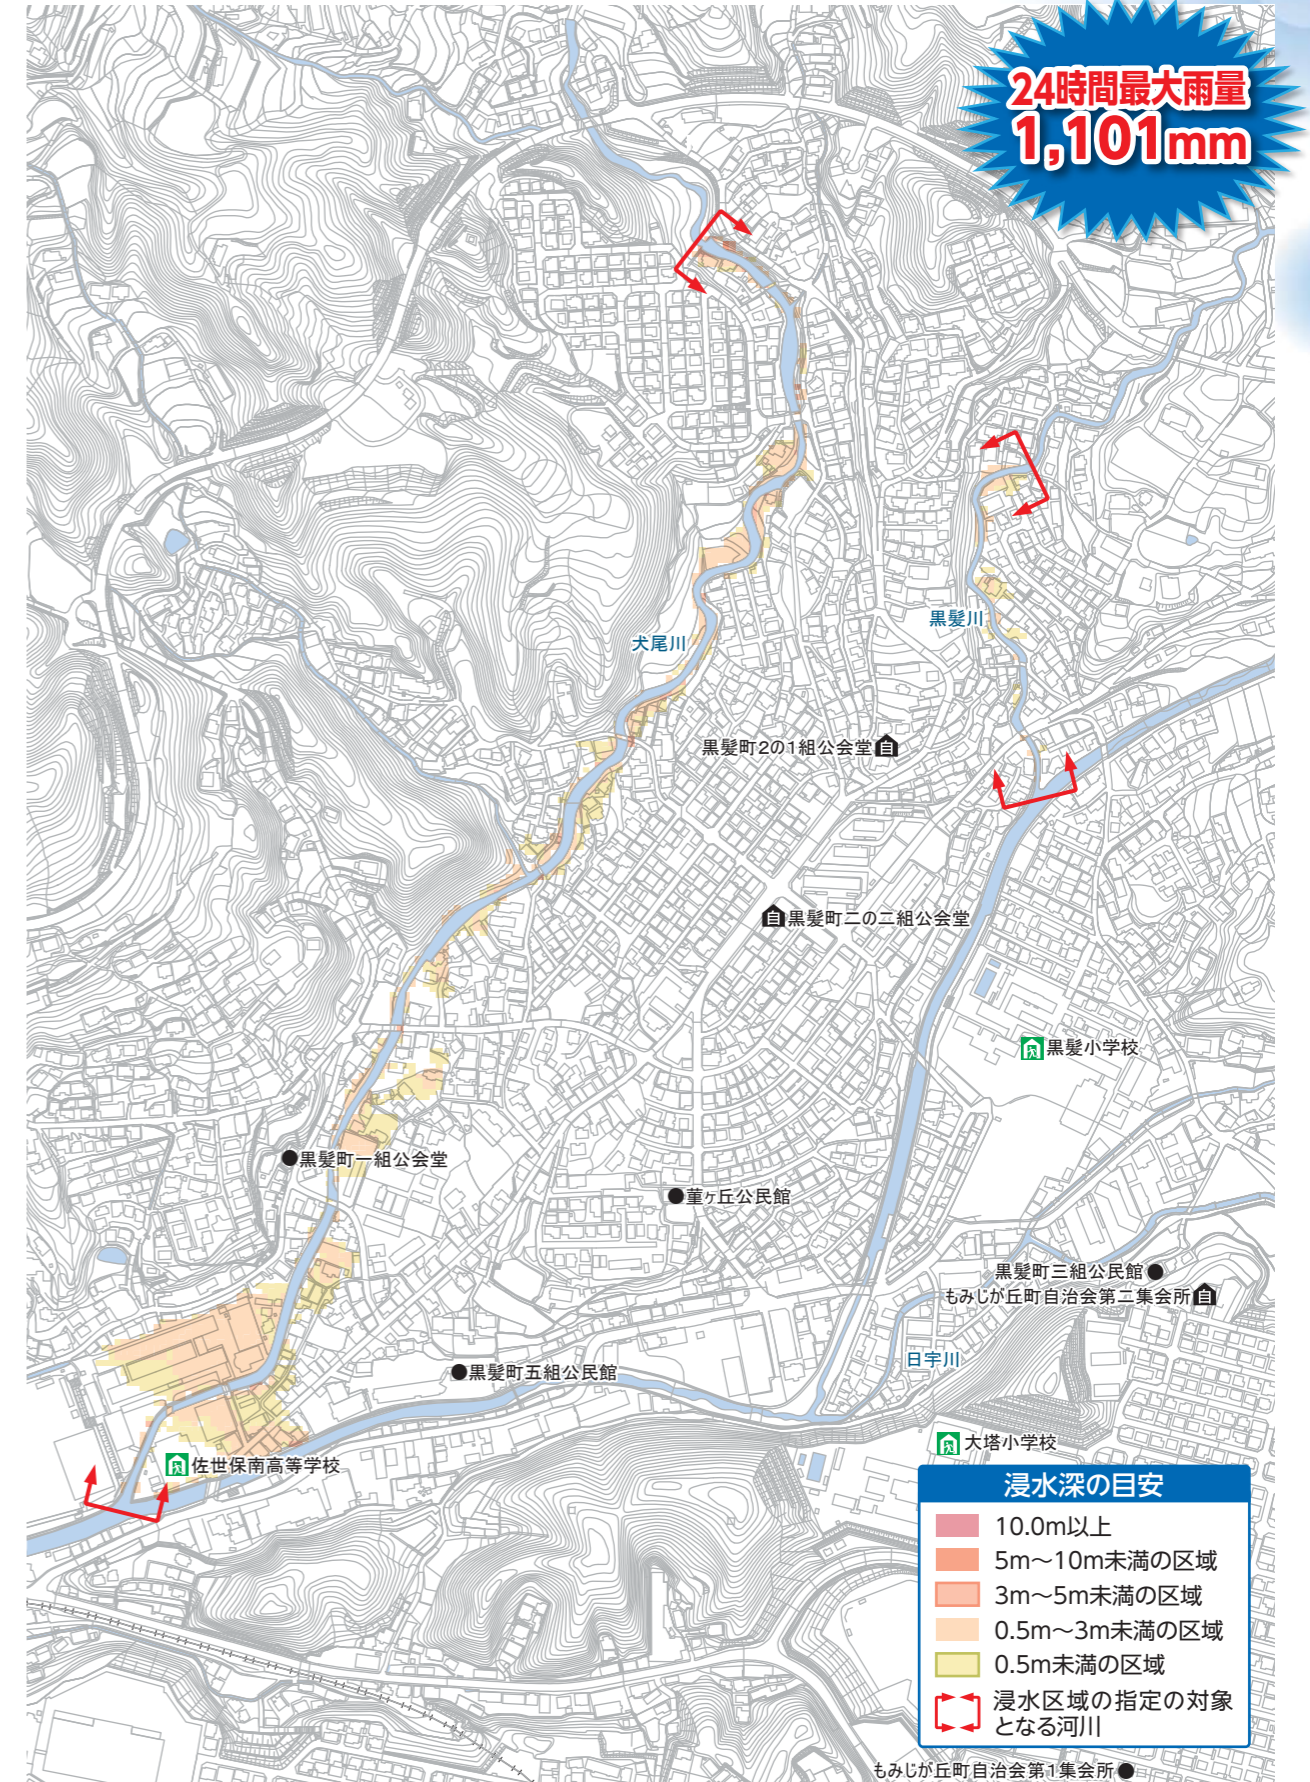 24時間最大雨量
1,101mm
犬尾川
黒髪川
黒髪町2の1組公会堂
黒髪町二の二組公会堂
黒髪小学校
黒髪町一組公会堂
菫ヶ丘公民館
黒髪町三組公民館
もみじが丘町自治会第二集会所
日宇川
黒髪町五組公民館
大塔小学校
佐世保南高等学校
浸水深の目安
10.0m以上
5m～10m未満の区域
3m～5m未満の区域
0.5m～3m未満の区域
0.5m未満の区域
浸水区域の指定の対象
となる河川
もみじが丘町自治会第1集会所